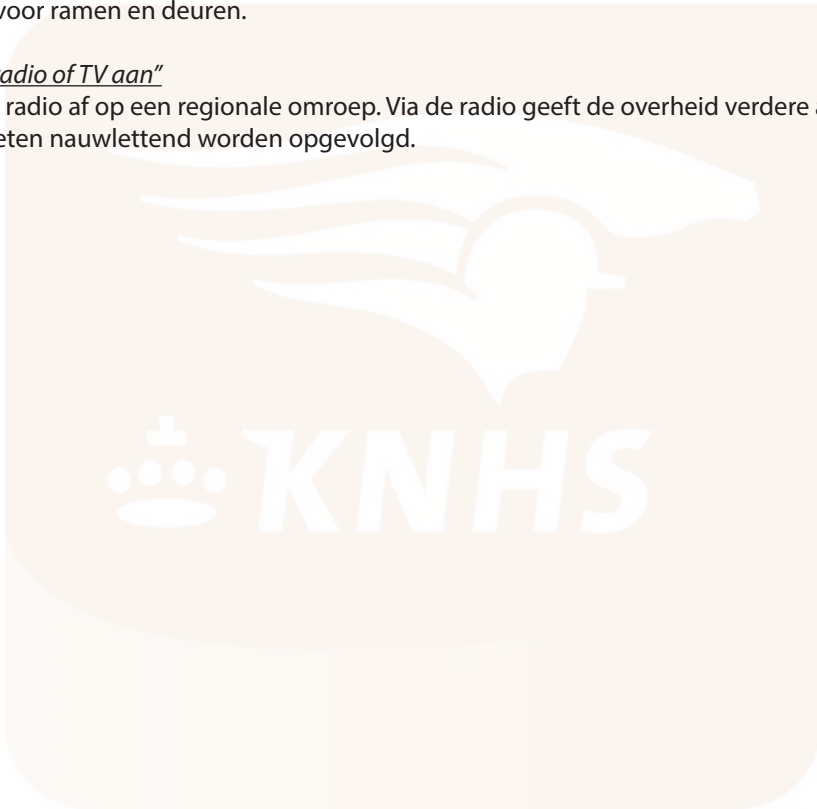 voor ramen en deuren.
adio of TV aan”
radio af op een regionale omroep. Via de radio geeft de overheid verdere a
eten nauwlettend worden opgevolgd.
KNHS